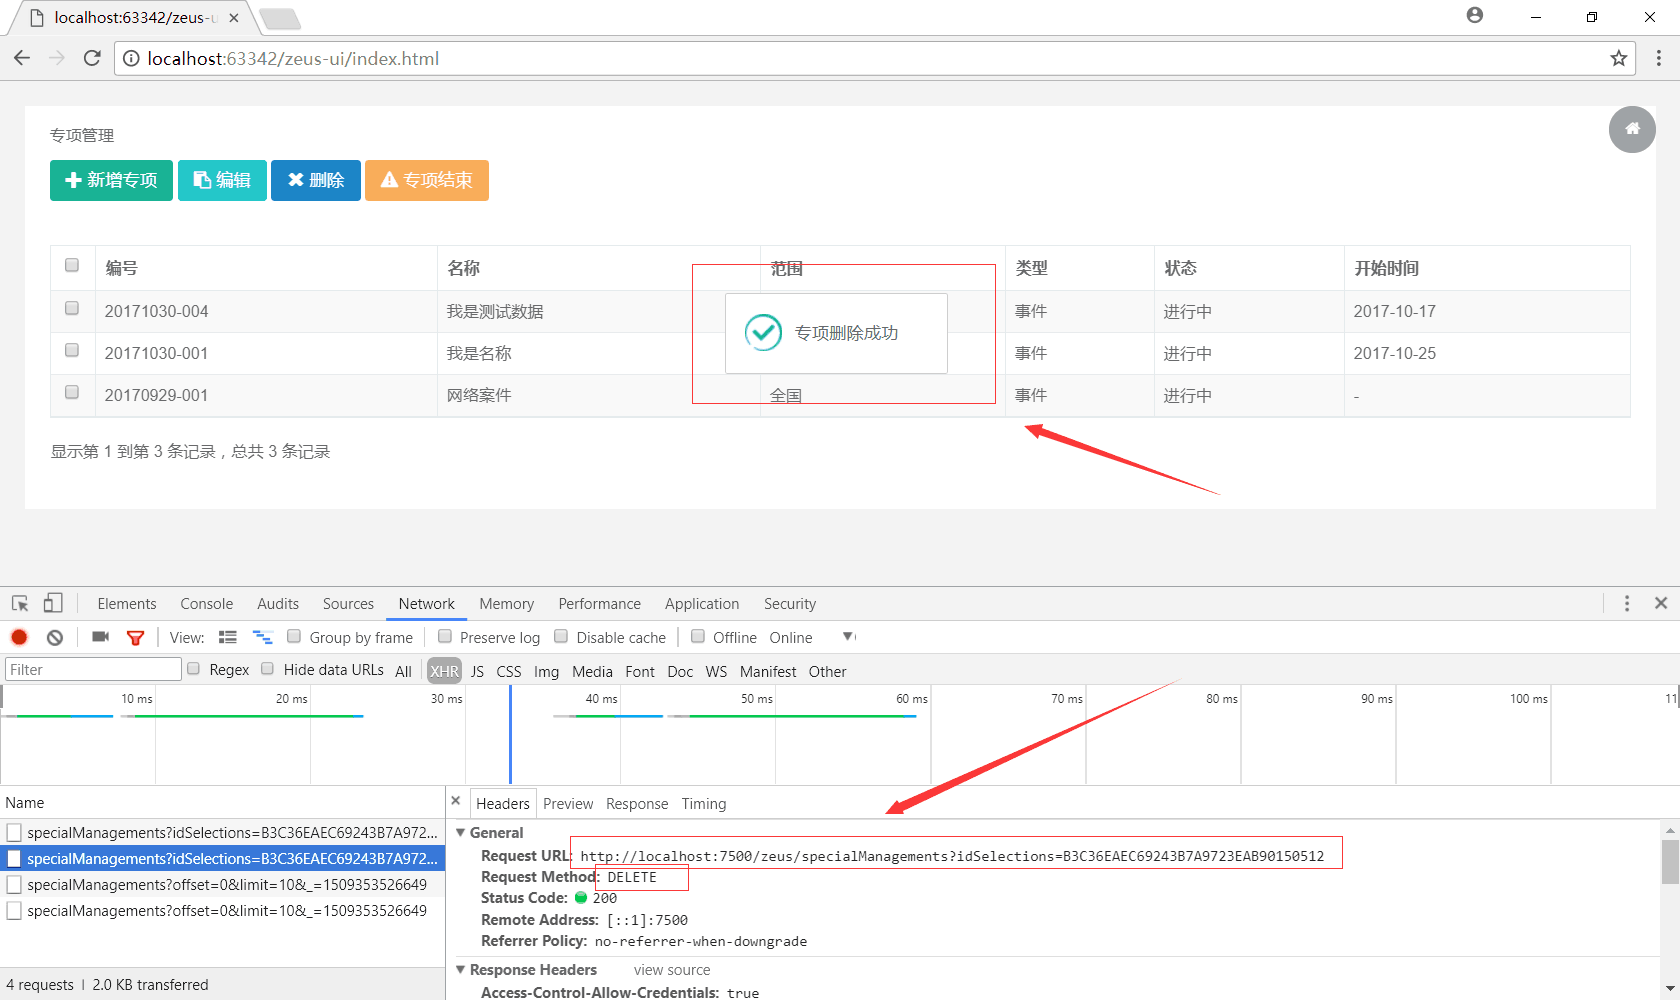 localhost:63342/zeus-u
localhost:63342/zeus-ui/index.html
专项管理
新增专项 编辑 删除 专项结束
编号 名称 范围 类型 状态 开始时间
20171030-004 我是测试数据 事件 进行中 2017-10-17
20171030-001 我是名称 事件 进行中 2017-10-25
20170929-001 网络案件 全国 事件 进行中 -
专项删除成功
显示第 1 到第 3 条记录，总共 3 条记录
Elements Console Audits Sources Network Memory Performance Application Security
View: Group by frame Preserve log Disable cache Offline Online
Filter Regex Hide data URLs All XHR JS CSS Img Media Font Doc WS Manifest Other
10 ms 20 ms 30 ms 40 ms 50 ms 60 ms 70 ms 80 ms 90 ms 100 ms 11
Name
specialManagements?idSelections=B3C36EAEC69243B7A972...
specialManagements?idSelections=B3C36EAEC69243B7A972...
specialManagements?offset=0&limit=10&_=1509353526649
specialManagements?offset=0&limit=10&_=1509353526649
4 requests | 2.0 KB transferred
Headers Preview Response Timing
General
Request URL: http://localhost:7500/zeus/specialManagements?idSelections=B3C36EAEC69243B7A9723EAB90150512
Request Method: DELETE
Status Code: 200
Remote Address: [::1]:7500
Referrer Policy: no-referrer-when-downgrade
Response Headers view source
Access-Control-Allow-Credentials: true